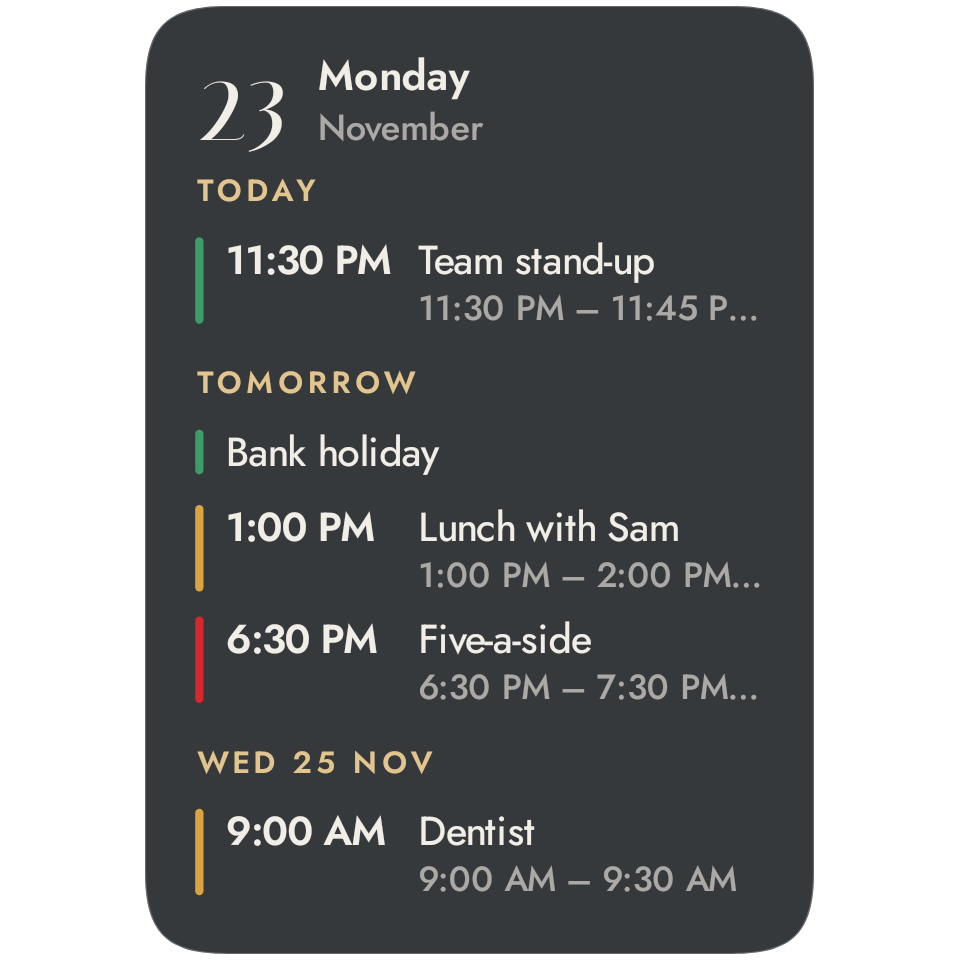 23
Monday
November
TODAY
11:30 PM Team stand-up
11:30 PM – 11:45 P...
TOMORROW
Bank holiday
1:00 PM Lunch with Sam
1:00 PM – 2:00 PM...
6:30 PM Five-a-side
6:30 PM – 7:30 PM...
WED 25 NOV
9:00 AM Dentist
9:00 AM – 9:30 AM